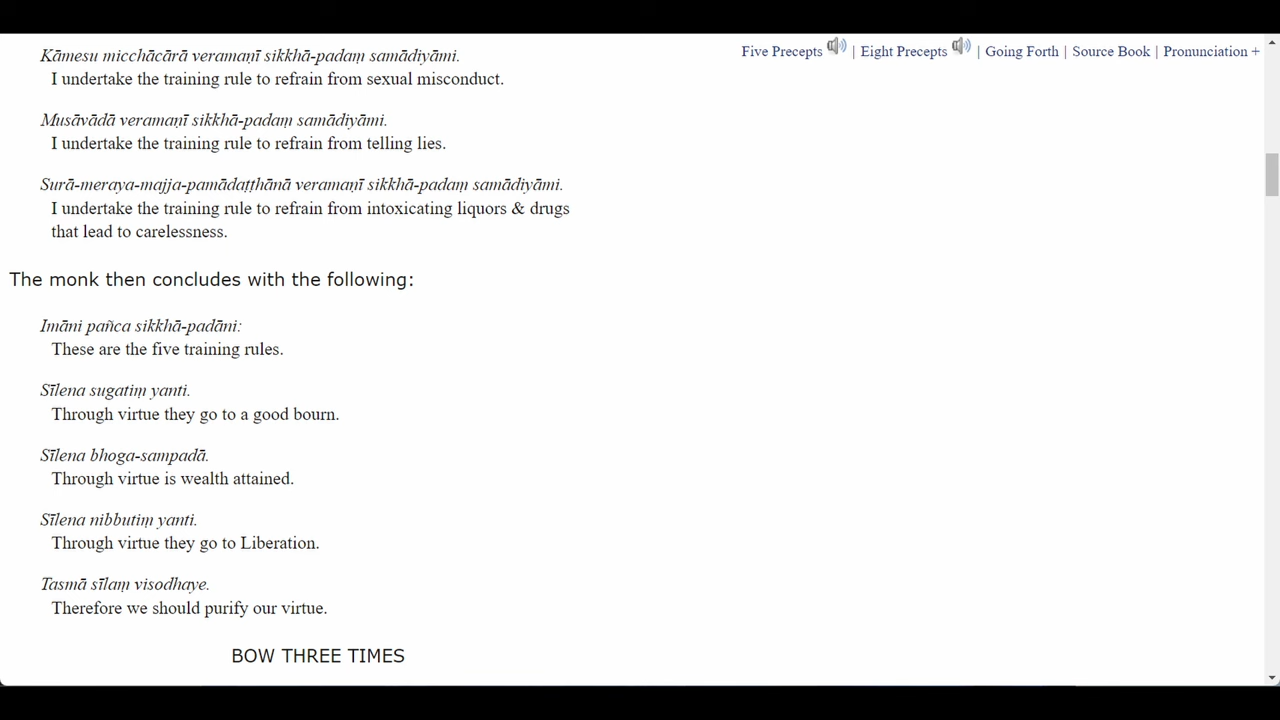 Five Precepts | Eight Precepts | Going Forth | Source Book | Pronunciation +
Kāmesu micchācārā veramaṇī sikkhā-padaṃ samādiyāmi.
I undertake the training rule to refrain from sexual misconduct.
Musāvādā veramaṇī sikkhā-padaṃ samādiyāmi.
I undertake the training rule to refrain from telling lies.
Surā-meraya-majja-pamādaṭṭhānā veramaṇī sikkhā-padaṃ samādiyāmi.
I undertake the training rule to refrain from intoxicating liquors & drugs
that lead to carelessness.
The monk then concludes with the following:
Imāni pañca sikkhā-padāni:
These are the five training rules.
Sīlena sugatiṃ yanti.
Through virtue they go to a good bourn.
Sīlena bhoga-sampadā.
Through virtue is wealth attained.
Sīlena nibbutiṃ yanti.
Through virtue they go to Liberation.
Tasmā sīlaṃ visodhaye.
Therefore we should purify our virtue.
BOW THREE TIMES